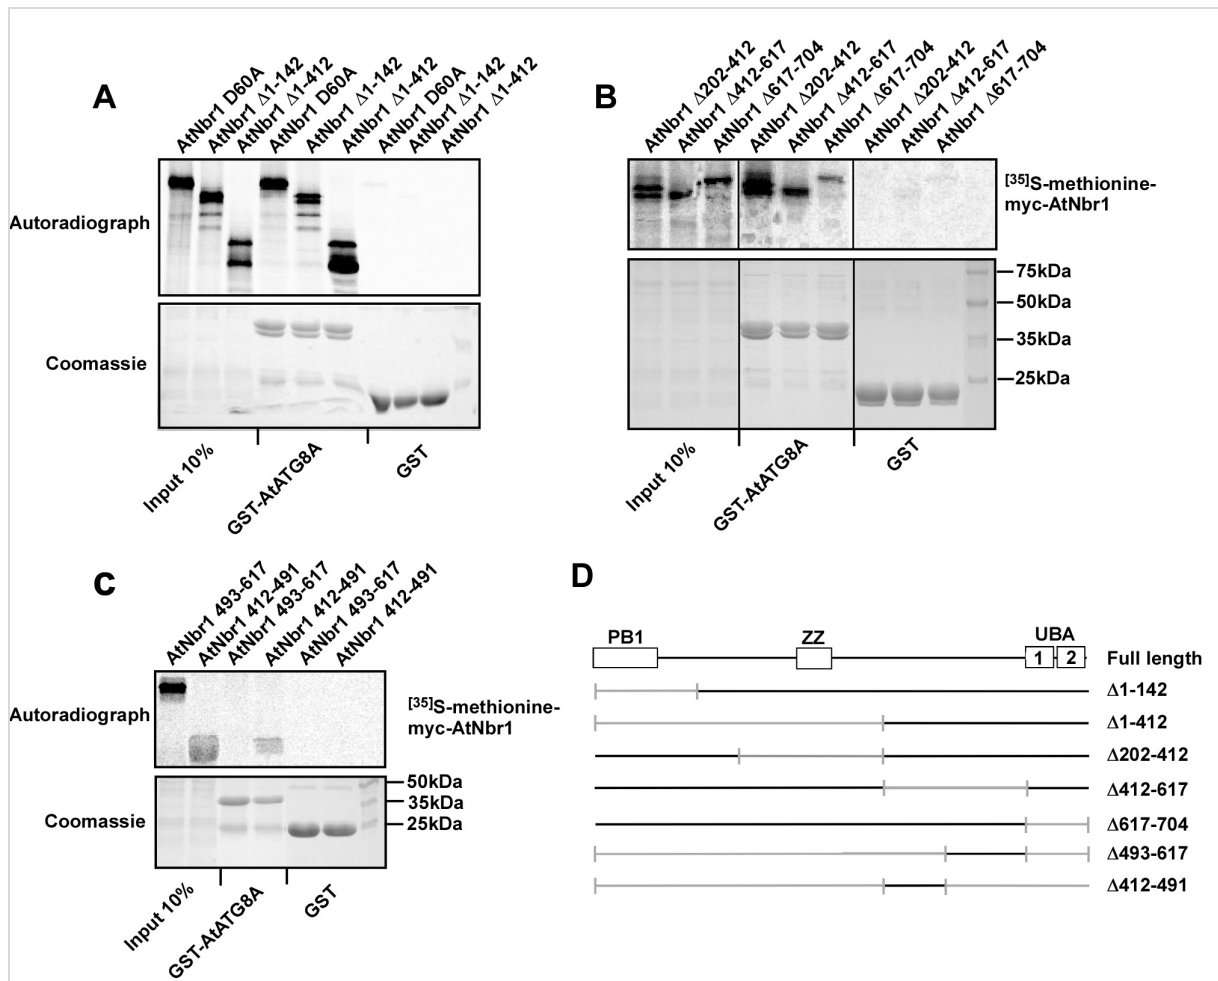 A
AtNbr1 D60A
AtNbr1 Δ1-142
AtNbr1 Δ1-412
AtNbr1 D60A
AtNbr1 Δ1-142
AtNbr1 Δ1-412
AtNbr1 D60A
AtNbr1 Δ1-142
AtNbr1 Δ1-412
Autoradiograph
Coomassie
Input 10%
GST-AtATG8A
GST
B
AtNbr1 Δ202-412
AtNbr1 Δ412-617
AtNbr1 Δ617-704
AtNbr1 Δ202-412
AtNbr1 Δ412-617
AtNbr1 Δ617-704
AtNbr1 Δ202-412
AtNbr1 Δ412-617
AtNbr1 Δ617-704
[35]S-methionine-
myc-AtNbr1
75kDa
50kDa
35kDa
25kDa
Input 10%
GST-AtATG8A
GST
C
AtNbr1 493-617
AtNbr1 412-491
AtNbr1 493-617
AtNbr1 412-491
AtNbr1 493-617
AtNbr1 412-491
Autoradiograph
[35]S-methionine-
myc-AtNbr1
Coomassie
50kDa
35kDa
25kDa
Input 10%
GST-AtATG8A
GST
D
PB1 ZZ UBA
1 2 Full length
Δ1-142
Δ1-412
Δ202-412
Δ412-617
Δ617-704
Δ493-617
Δ412-491